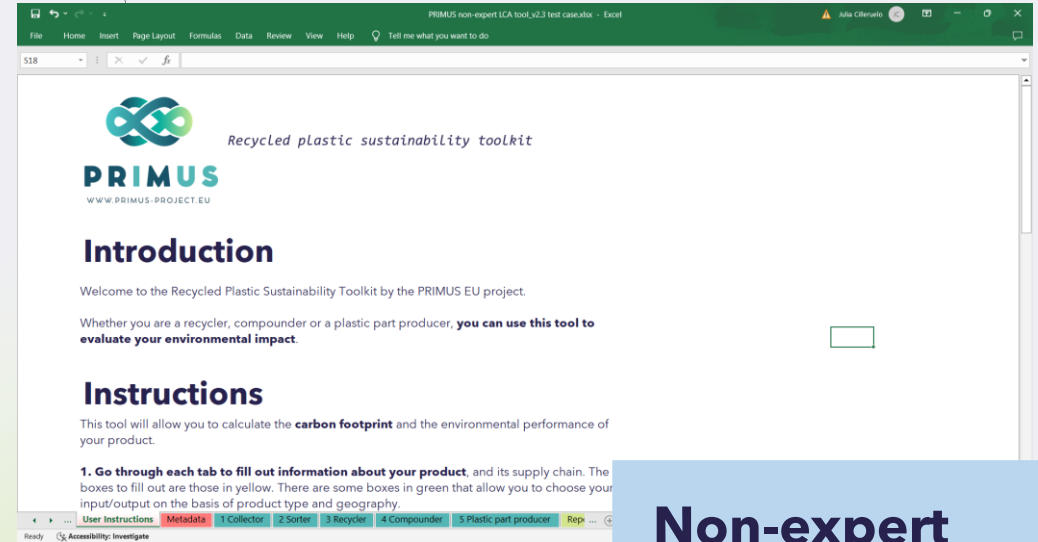 PRIMUS non-expert LCA tool_v2.3 test case.xlsx - Excel
Julia Cilleruelo
File Home Insert Page Layout Formulas Data Review View Help Tell me what you want to do
S18
fx
Recycled plastic sustainability toolkit
PRIMUS
WWW.PRIMUS-PROJECT.EU
Introduction
Welcome to the Recycled Plastic Sustainability Toolkit by the PRIMUS EU project.
Whether you are a recycler, compounder or a plastic part producer, you can use this tool to
evaluate your environmental impact.
Instructions
This tool will allow you to calculate the carbon footprint and the environmental performance of
your product.
1. Go through each tab to fill out information about your product, and its supply chain. The
boxes to fill out are those in yellow. There are some boxes in green that allow you to choose your
input/output on the basis of product type and geography.
... User Instructions Metadata 1 Collector 2 Sorter 3 Recycler 4 Compounder 5 Plastic part producer Rep ...
Ready Accessibility: Investigate
Non-expert